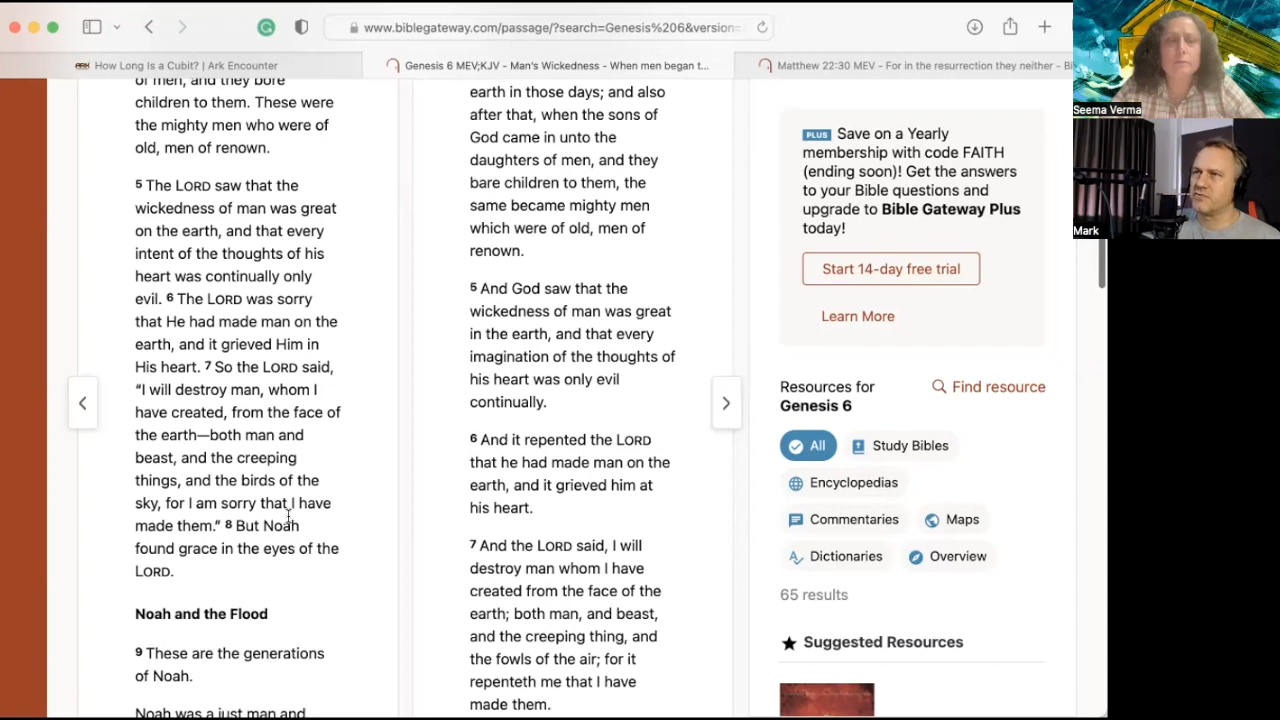 www.biblegateway.com/passage/?search=Genesis%206&version=
How Long Is a Cubit? | Ark Encounter
Genesis 6 MEV;KJV - Man's Wickedness - When men began t...
Matthew 22:30 MEV - For in the resurrection they neither - Bi
of men, and they bore
children to them. These were
the mighty men who were of
old, men of renown.
5 The LORD saw that the
wickedness of man was great
on the earth, and that every
intent of the thoughts of his
heart was continually only
evil. 6 The LORD was sorry
that He had made man on the
earth, and it grieved Him in
His heart. 7 So the LORD said,
“I will destroy man, whom I
have created, from the face of
the earth—both man and
beast, and the creeping
things, and the birds of the
sky, for I am sorry that I have
made them.” 8 But Noah
found grace in the eyes of the
LORD.
Noah and the Flood
9 These are the generations
of Noah.
Noah was a just man and
earth in those days; and also
after that, when the sons of
God came in unto the
daughters of men, and they
bare children to them, the
same became mighty men
which were of old, men of
renown.
5 And God saw that the
wickedness of man was great
in the earth, and that every
imagination of the thoughts of
his heart was only evil
continually.
6 And it repented the LORD
that he had made man on the
earth, and it grieved him at
his heart.
7 And the LORD said, I will
destroy man whom I have
created from the face of the
earth; both man, and beast,
and the creeping thing, and
the fowls of the air; for it
repenteth me that I have
made them.
PLUS Save on a Yearly
membership with code FAITH
(ending soon)! Get the answers
to your Bible questions and
upgrade to Bible Gateway Plus
today!
Start 14-day free trial
Learn More
Resources for
Genesis 6
Find resource
All
Study Bibles
Encyclopedias
Commentaries
Maps
Dictionaries
Overview
65 results
Suggested Resources
Seema Verma
Mark